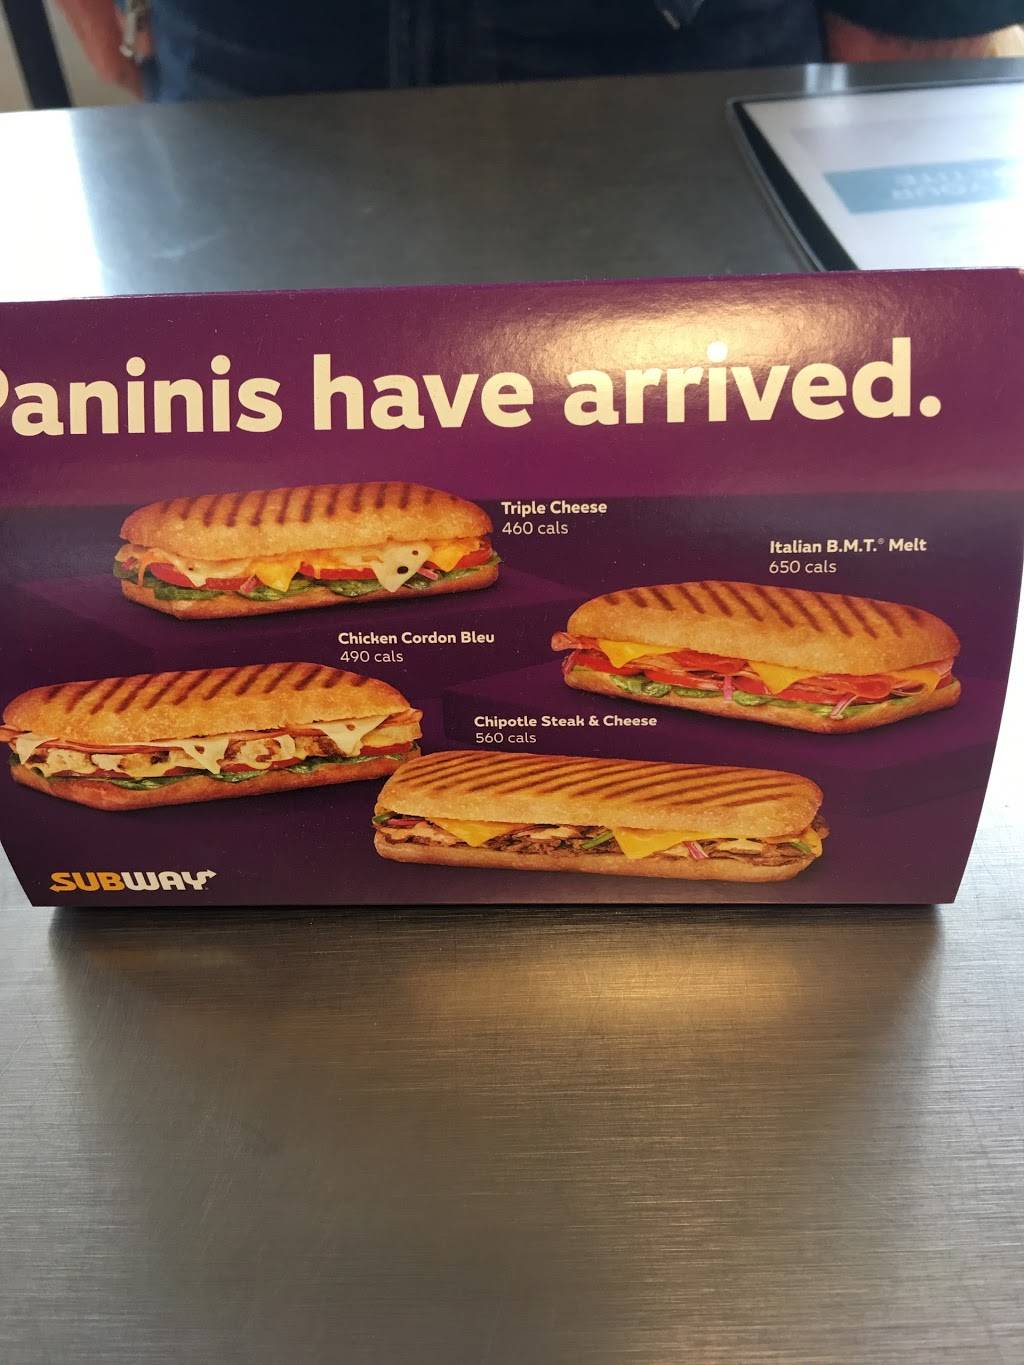 Paninis have arrived.
Triple Cheese
460 cals
Italian B.M.T.® Melt
650 cals
Chicken Cordon Bleu
490 cals
Chipotle Steak & Cheese
560 cals
SUBWAY